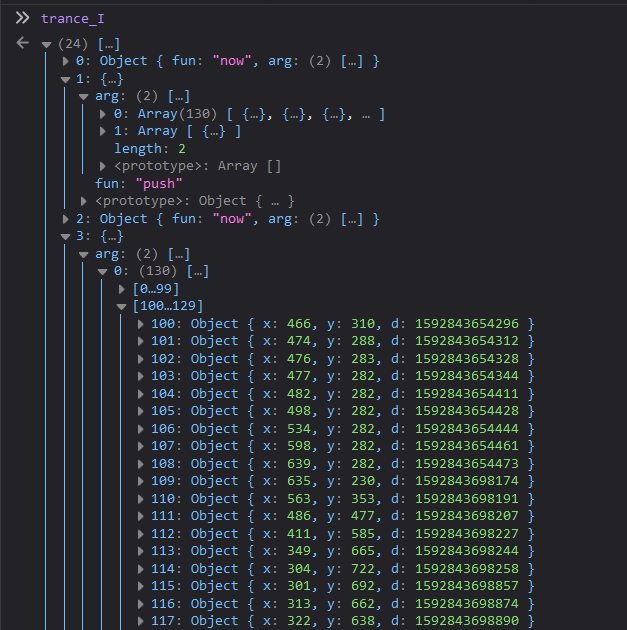 trance_I
(24) […]
0: Object { fun: "now", arg: (2) […] }
1: {…}
arg: (2) […]
0: Array(130) [ {…}, {…}, {…}, … ]
1: Array [ {…} ]
length: 2
<prototype>: Array []
fun: "push"
<prototype>: Object { … }
2: Object { fun: "now", arg: (2) […] }
3: {…}
arg: (2) […]
0: (130) […]
[0…99]
[100…129]
100: Object { x: 466, y: 310, d: 1592843654296 }
101: Object { x: 474, y: 288, d: 1592843654312 }
102: Object { x: 476, y: 283, d: 1592843654328 }
103: Object { x: 477, y: 282, d: 1592843654344 }
104: Object { x: 482, y: 282, d: 1592843654411 }
105: Object { x: 498, y: 282, d: 1592843654428 }
106: Object { x: 534, y: 282, d: 1592843654444 }
107: Object { x: 598, y: 282, d: 1592843654461 }
108: Object { x: 639, y: 282, d: 1592843654473 }
109: Object { x: 635, y: 230, d: 1592843698174 }
110: Object { x: 563, y: 353, d: 1592843698191 }
111: Object { x: 486, y: 477, d: 1592843698207 }
112: Object { x: 411, y: 585, d: 1592843698227 }
113: Object { x: 349, y: 665, d: 1592843698244 }
114: Object { x: 304, y: 722, d: 1592843698258 }
115: Object { x: 301, y: 692, d: 1592843698857 }
116: Object { x: 313, y: 662, d: 1592843698874 }
117: Object { x: 322, y: 638, d: 1592843698890 }